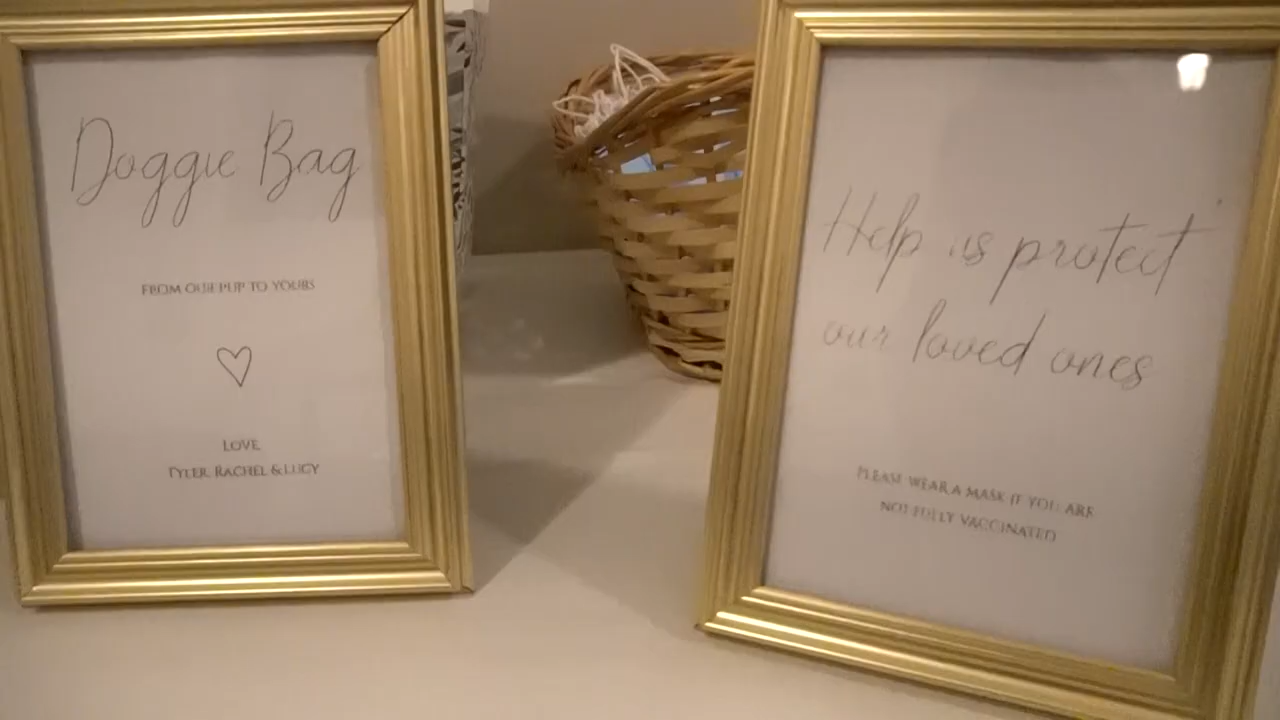 Doggie Bag
FROM OUR PUP TO YOURS
LOVE,
TYLER, RACHEL & LUCY
Help us protect
our loved ones
PLEASE WEAR A MASK IF YOU ARE
NOT FULLY VACCINATED